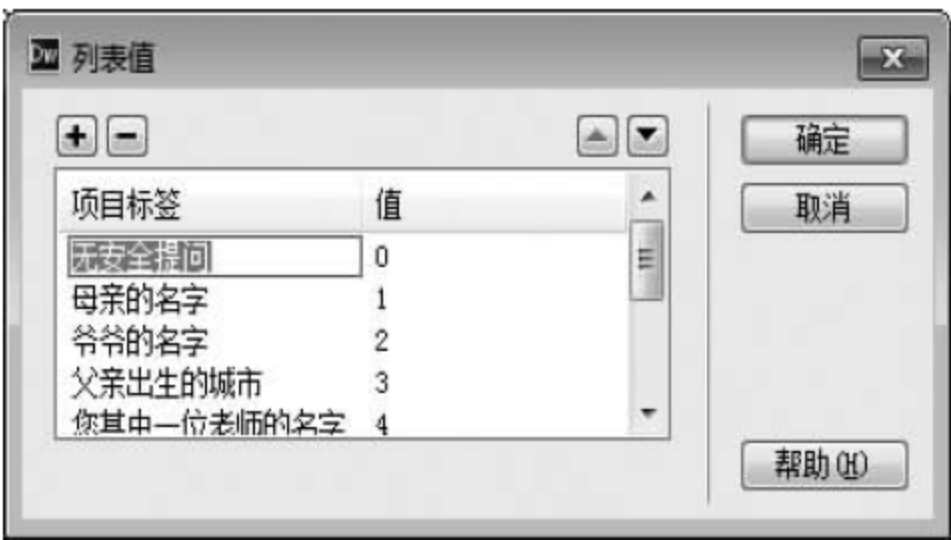 Dw 列表值
确定
取消
项目标签 值
无安全提问 0
母亲的名字 1
爷爷的名字 2
父亲出生的城市 3
您其中一位老师的名字 4
帮助(H)